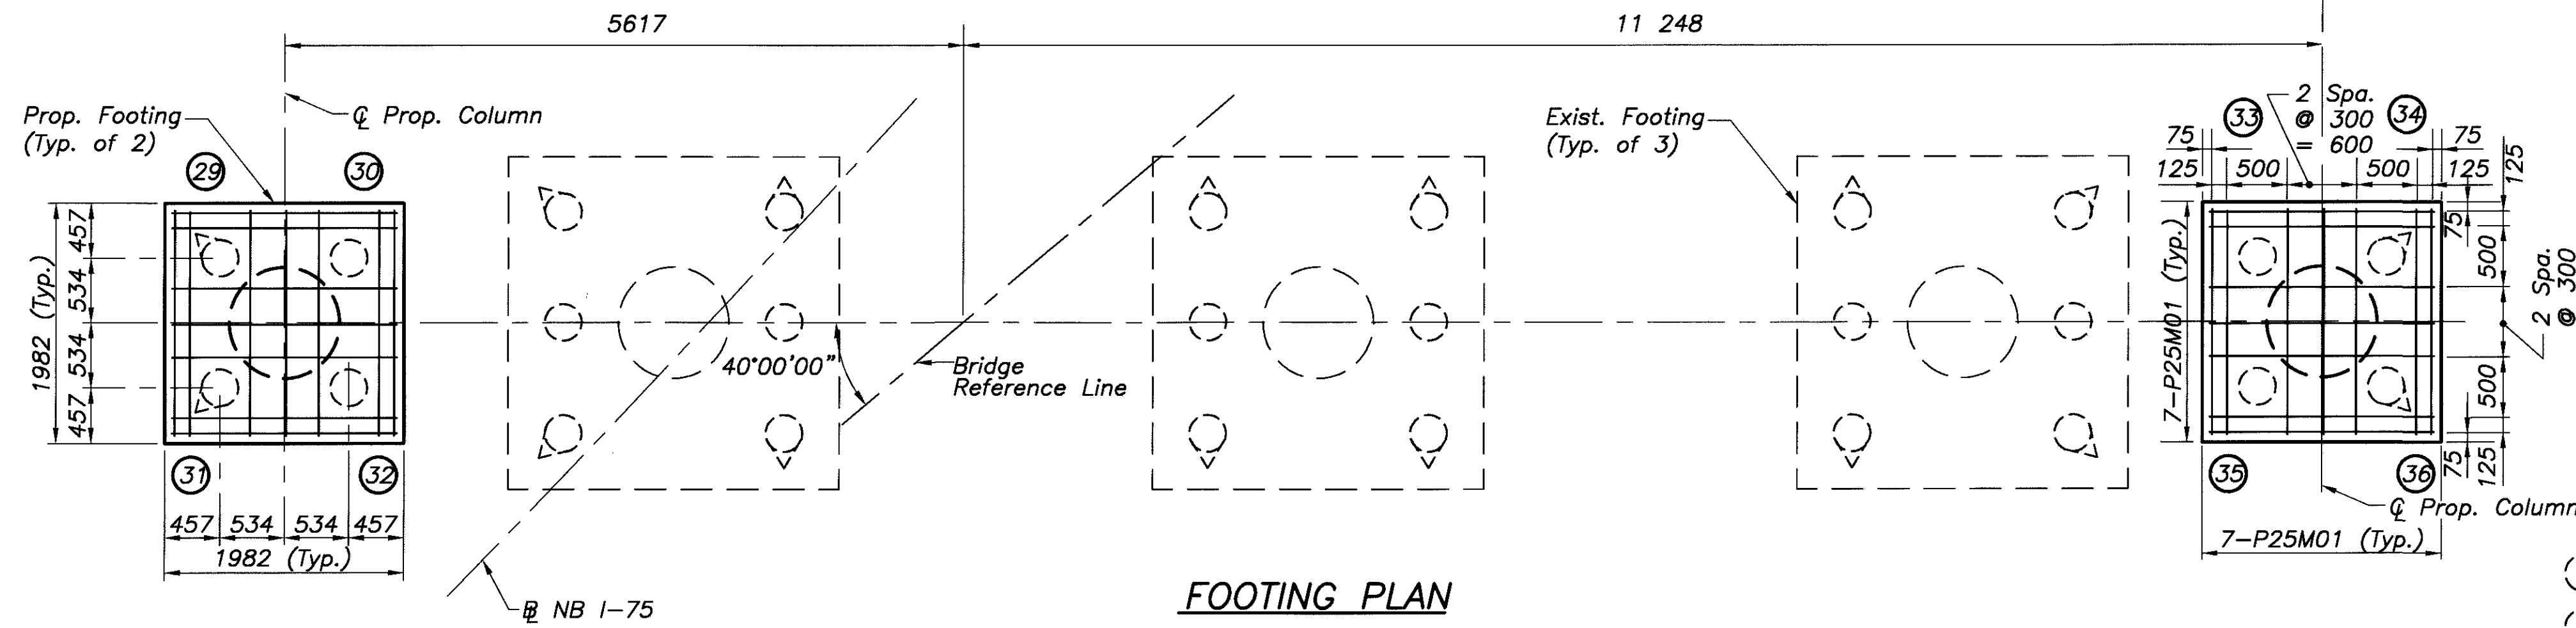 5617
11 248
Prop. Footing
(Typ. of 2)
℄ Prop. Column
Exist. Footing
(Typ. of 3)
2 Spa.
@ 300
= 600
33
34
75
75
125
500
500
125
125
29
30
457
534
534
457
1982 (Typ.)
75
500
2 Spa.
@ 300
500
75
125
7-P25M01 (Typ.)
40°00'00"
Bridge
Reference Line
31
32
35
36
457
534
534
457
1982 (Typ.)
℄ Prop. Column
7-P25M01 (Typ.)
NB I-75
FOOTING PLAN